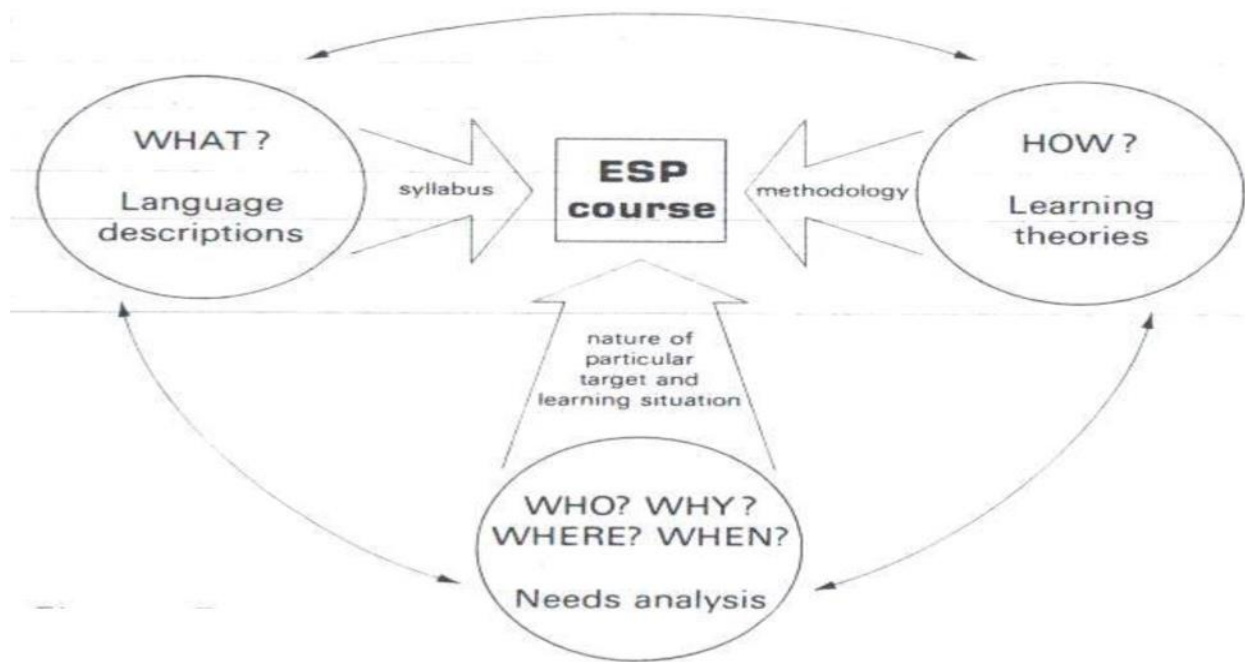 WHAT?
Language
descriptions
syllabus
ESP
course
methodology
HOW?
Learning
theories
nature of
particular
target and
learning situation
WHO? WHY?
WHERE? WHEN?
Needs analysis